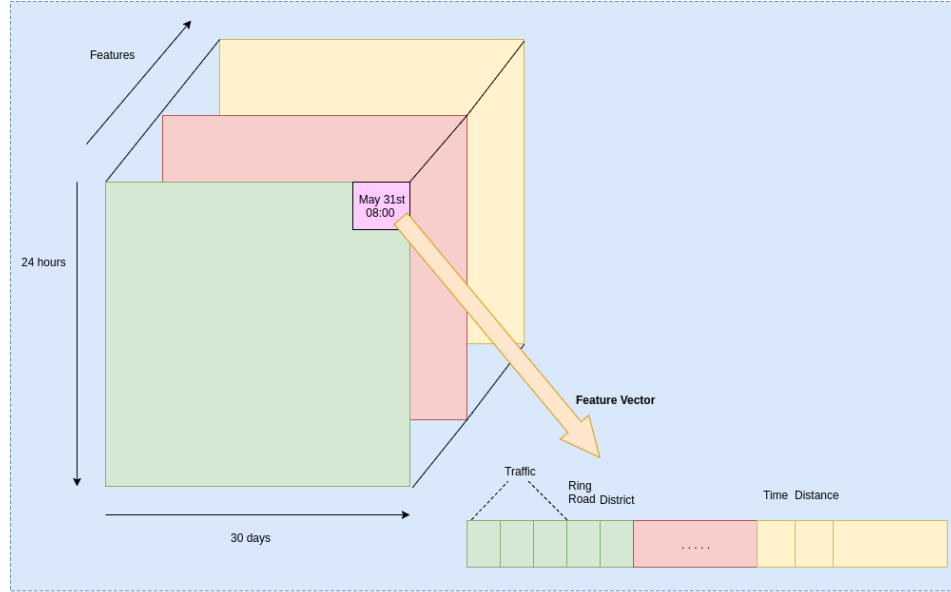 Features
May 31st
08:00
24 hours
Feature Vector
Traffic
Ring
Road
District
Time
Distance
.....
30 days